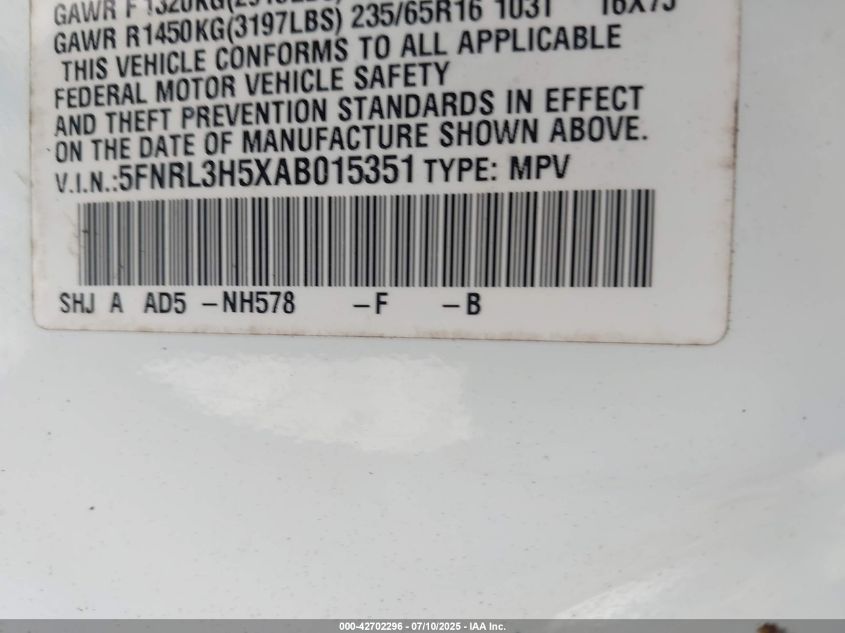 GAWR F 1320KG(
GAWR R1450KG(3197LBS) 235/65R16 103T
THIS VEHICLE CONFORMS TO ALL APPLICABLE
FEDERAL MOTOR VEHICLE SAFETY
AND THEFT PREVENTION STANDARDS IN EFFECT
ON THE DATE OF MANUFACTURE SHOWN ABOVE.
V.I.N.:5FNRL3H5XAB015351 TYPE: MPV
SHJ A AD5 -NH578 -F -B
000-42702296 - 07/10/2025 - IAA Inc.